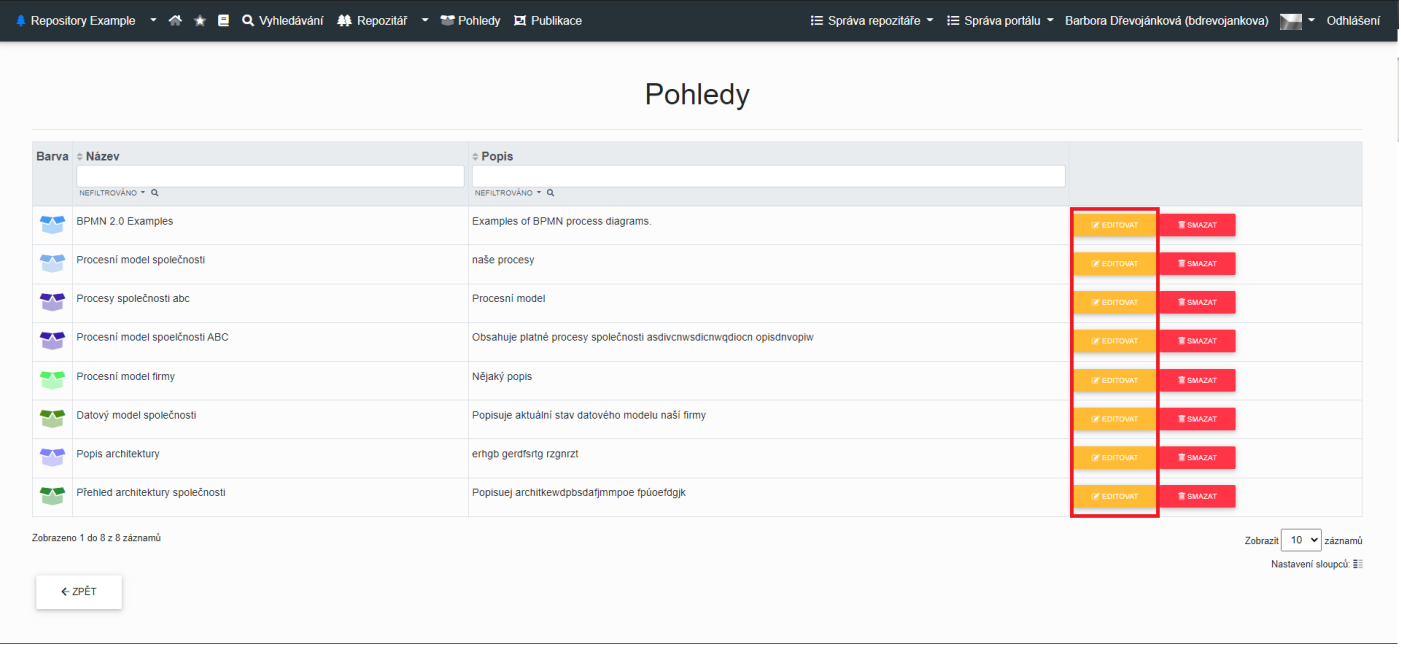 Repository Example Vyhledávání Repozitář Pohledy Publikace Správa repozitáře Správa portálu Barbora Dřevojánková (bdrevojankova) Odhlášení
Pohledy
Barva Název Popis
NEFILTROVÁNO NEFILTROVÁNO
BPMN 2.0 Examples Examples of BPMN process diagrams. EDITOVAT SMAZAT
Procesní model společnosti naše procesy EDITOVAT SMAZAT
Procesy společnosti abc Procesní model EDITOVAT SMAZAT
Procesní model spoelčnosti ABC Obsahuje platné procesy společnosti asdivcnwsdicnwqdiocn opisdnvopiw EDITOVAT SMAZAT
Procesní model firmy Nějaký popis EDITOVAT SMAZAT
Datový model společnosti Popisuje aktuální stav datového modelu naší firmy EDITOVAT SMAZAT
Popis architektury erhgb gerdfsrtg rzgnrzt EDITOVAT SMAZAT
Přehled architektury společnosti Popisuej architkewdpbsdafjmmpoe fpúoefdgjk EDITOVAT SMAZAT
Zobrazeno 1 do 8 z 8 záznamů
Zobrazit 10 záznamů
Nastavení sloupců:
ZPĚT